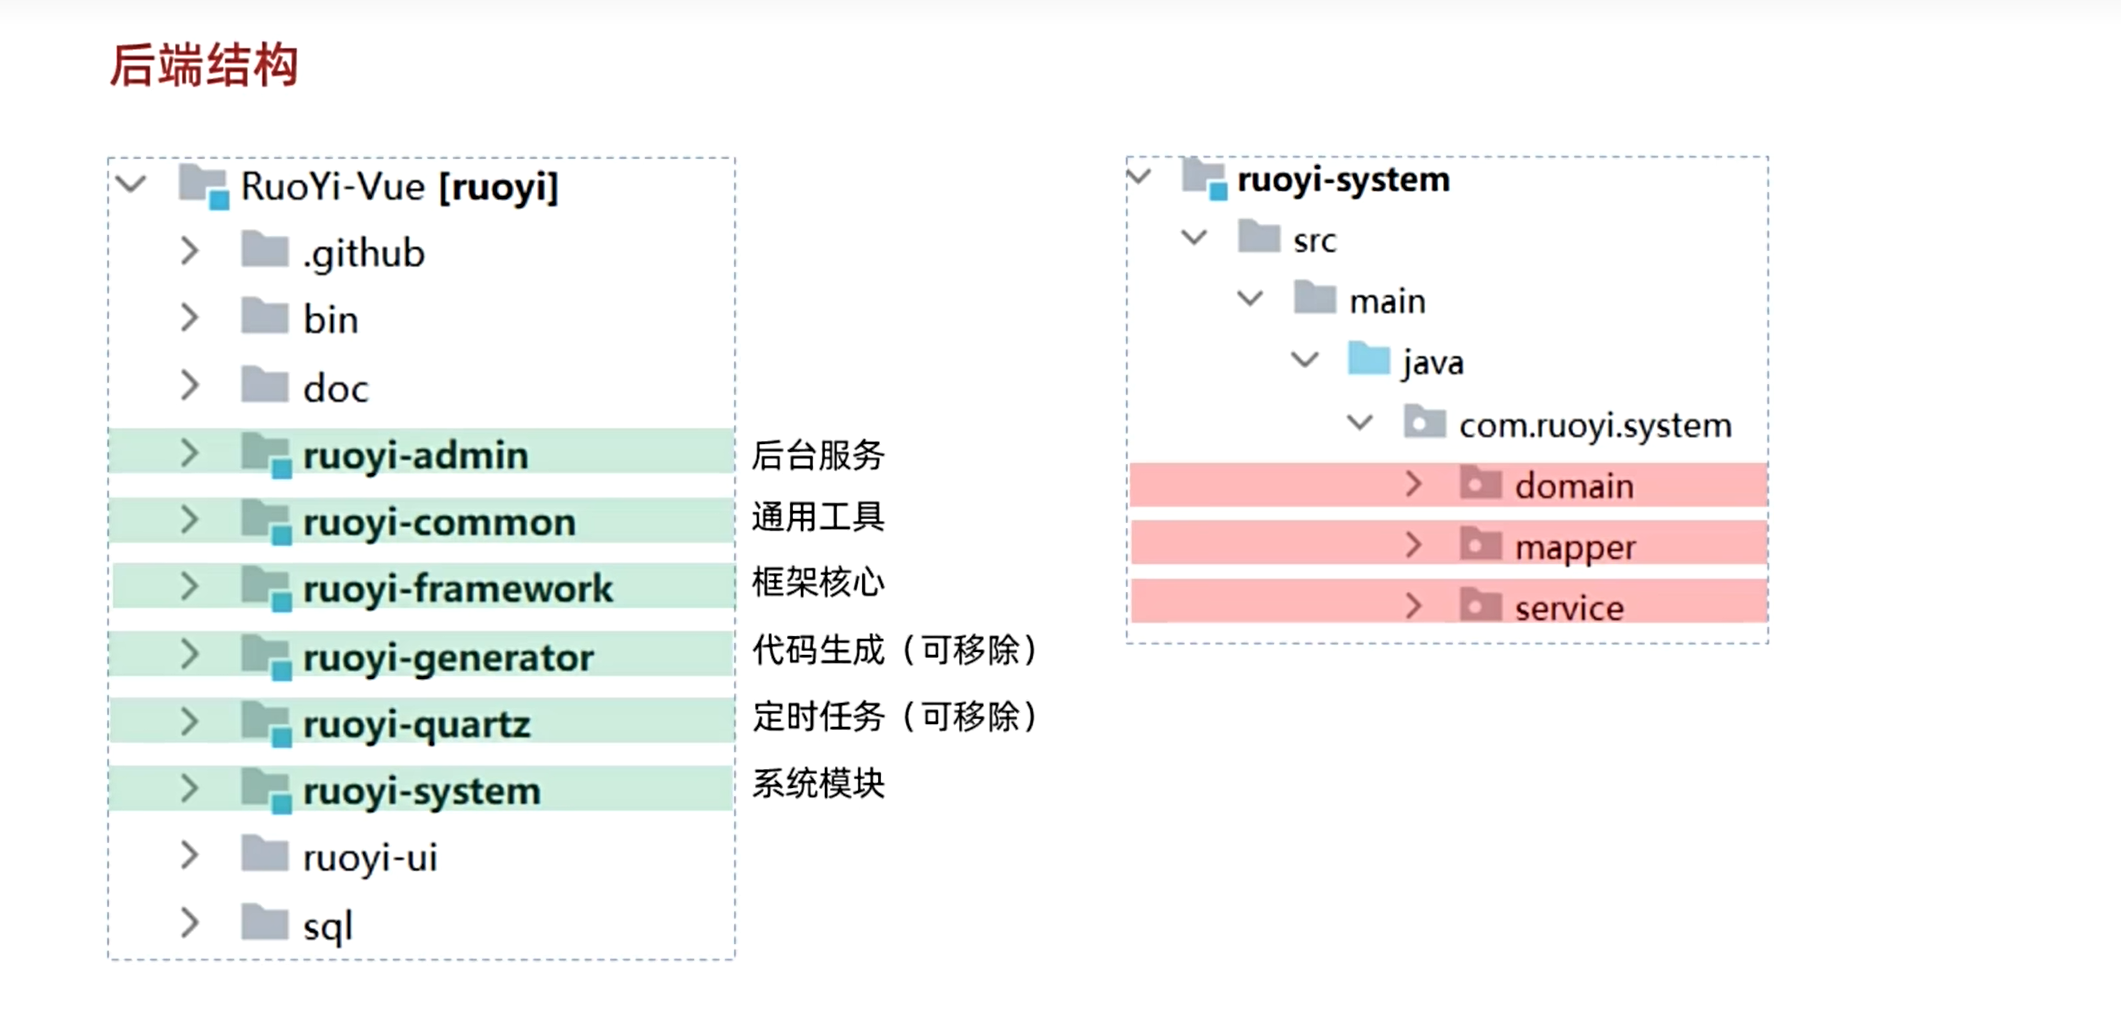 后端结构
RuoYi-Vue [ruoyi]
.github
bin
doc
ruoyi-admin 后台服务
ruoyi-common 通用工具
ruoyi-framework 框架核心
ruoyi-generator 代码生成（可移除）
ruoyi-quartz 定时任务（可移除）
ruoyi-system 系统模块
ruoyi-ui
sql
ruoyi-system
src
main
java
com.ruoyi.system
domain
mapper
service